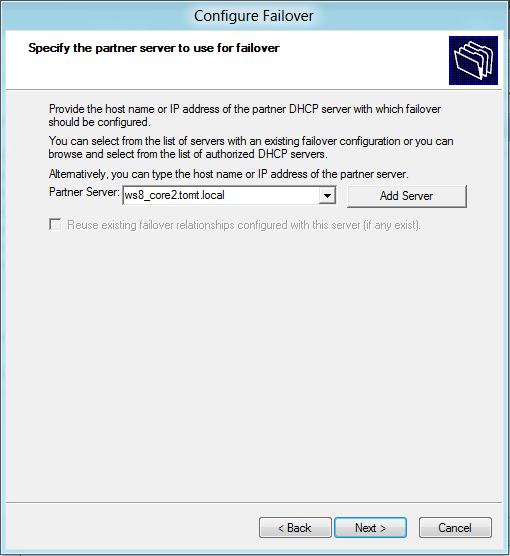 Configure Failover
Specify the partner server to use for failover
Provide the host name or IP address of the partner DHCP server with which failover
should be configured.
You can select from the list of servers with an existing failover configuration or you can
browse and select from the list of authorized DHCP servers.
Alternatively, you can type the host name or IP address of the partner server.
Partner Server: ws8_core2.tomt.local Add Server
Reuse existing failover relationships configured with this server (if any exist).
< Back Next > Cancel